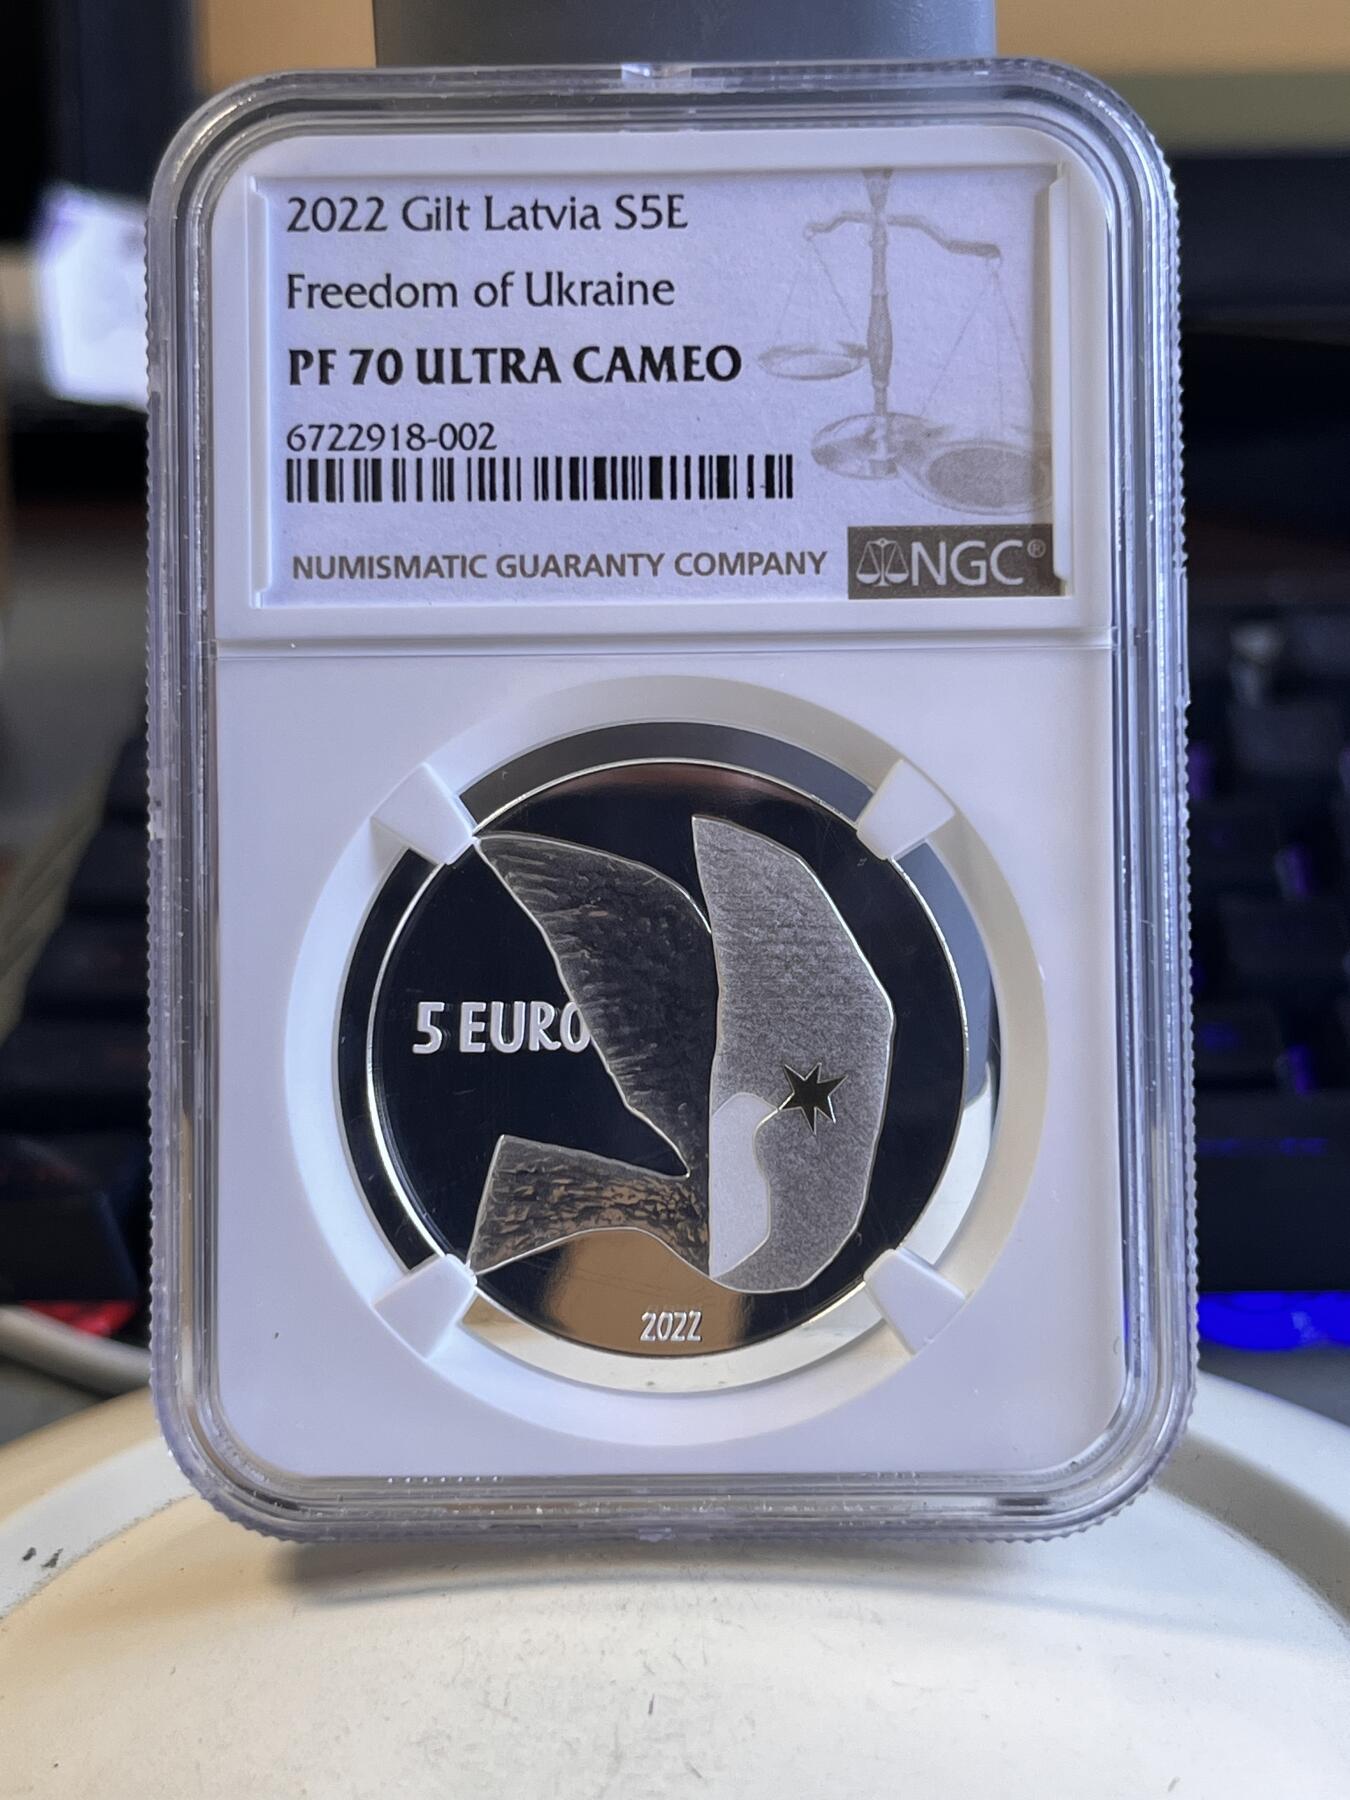 2022 Gilt Latvia S5E
Freedom of Ukraine
PF 70 ULTRA CAMEO
6722918-002
NUMISMATIC GUARANTY COMPANY
NGC®
5 EURO
2022